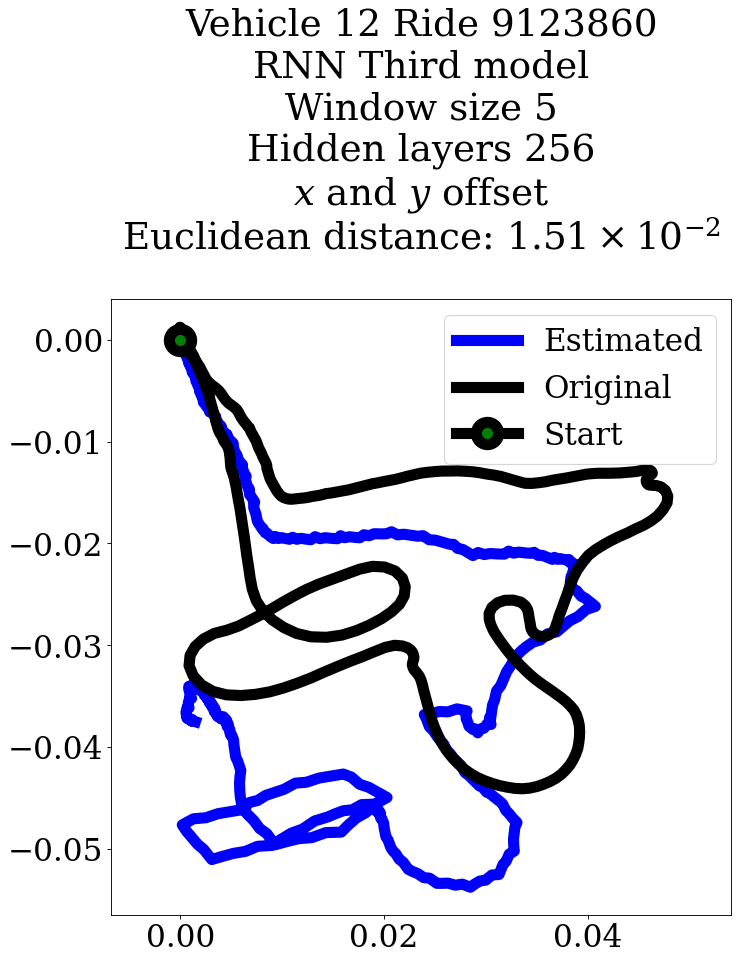 Vehicle 12 Ride 9123860
RNN Third model
Window size 5
Hidden layers 256
x and y offset
Euclidean distance: 1.51 × 10⁻²
Estimated
Original
Start
0.00
−0.01
−0.02
−0.03
−0.04
−0.05
0.00 0.02 0.04